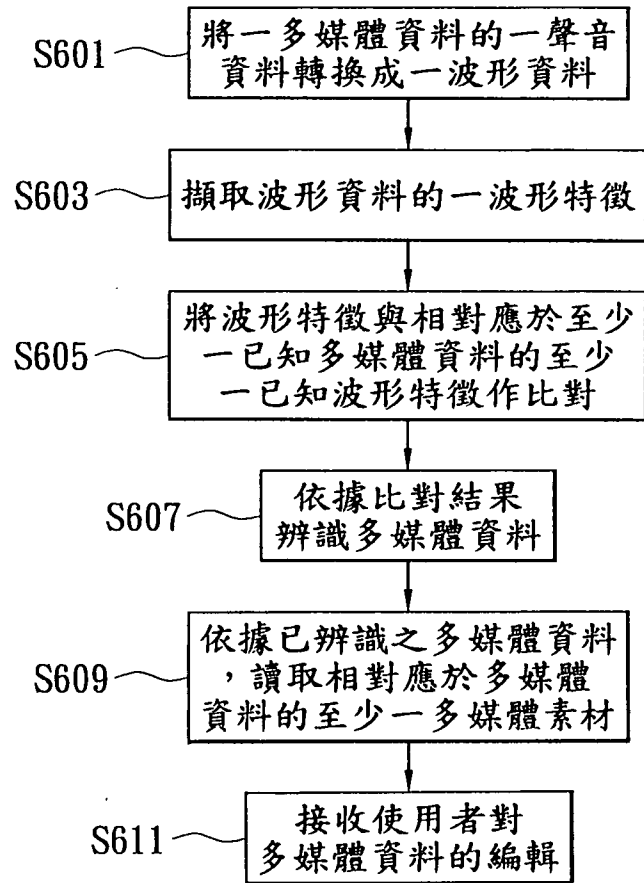 S601
將一多媒體資料的一聲音
資料轉換成一波形資料
S603
擷取波形資料的一波形特徵
S605
將波形特徵與相對應於至少
一已知多媒體資料的至少
一已知波形特徵作比對
S607
依據比對結果
辨識多媒體資料
S609
依據已辨識之多媒體資料
，讀取相對應於多媒體
資料的至少一多媒體素材
S611
接收使用者對
多媒體資料的編輯